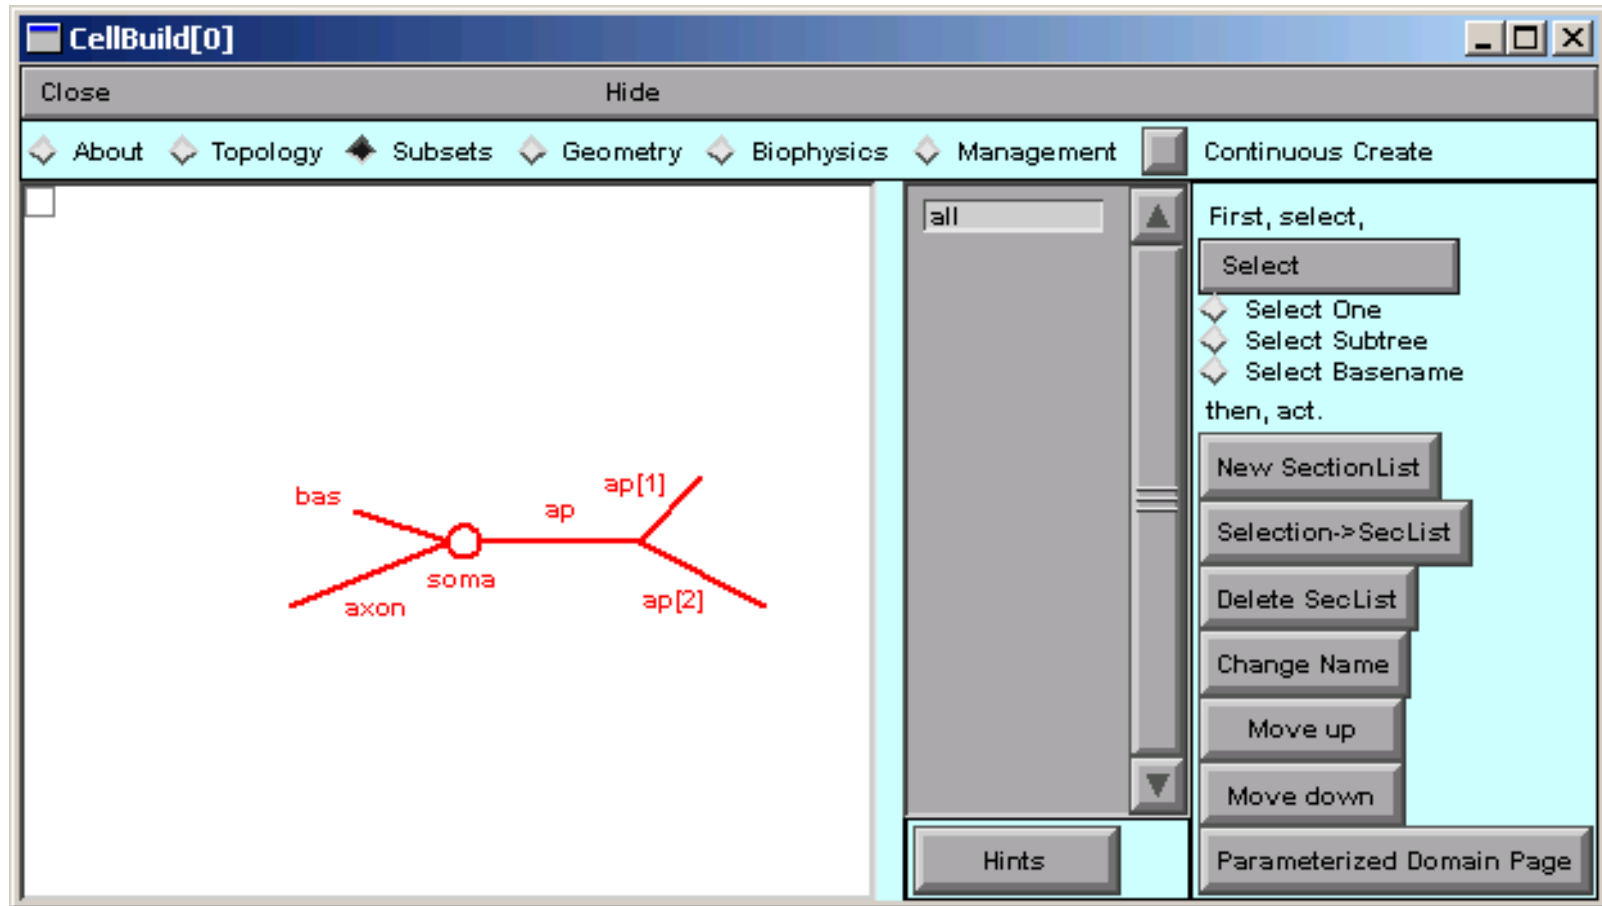 CellBuild[0]
Close Hide
About Topology Subsets Geometry Biophysics Management Continuous Create
all
First, select,
Select
Select One
Select Subtree
Select Basename
then, act.
New SectionList
Selection->SecList
Delete SecList
Change Name
Move up
Move down
Parameterized Domain Page
Hints
bas
ap[1]
ap
soma
axon
ap[2]